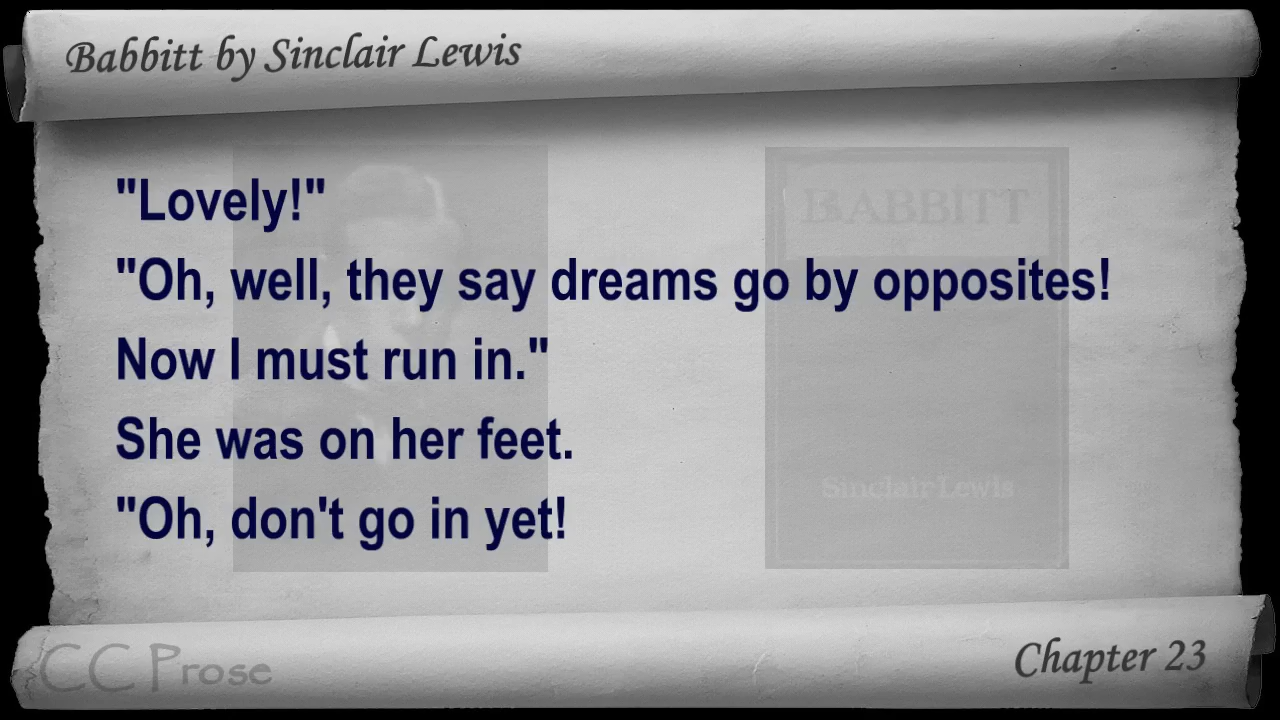 Babbitt by Sinclair Lewis
BABBITT
"Lovely!"
"Oh, well, they say dreams go by opposites!
Now I must run in."
She was on her feet.
"Oh, don't go in yet!
Sinclair Lewis
CC Prose
Chapter 23